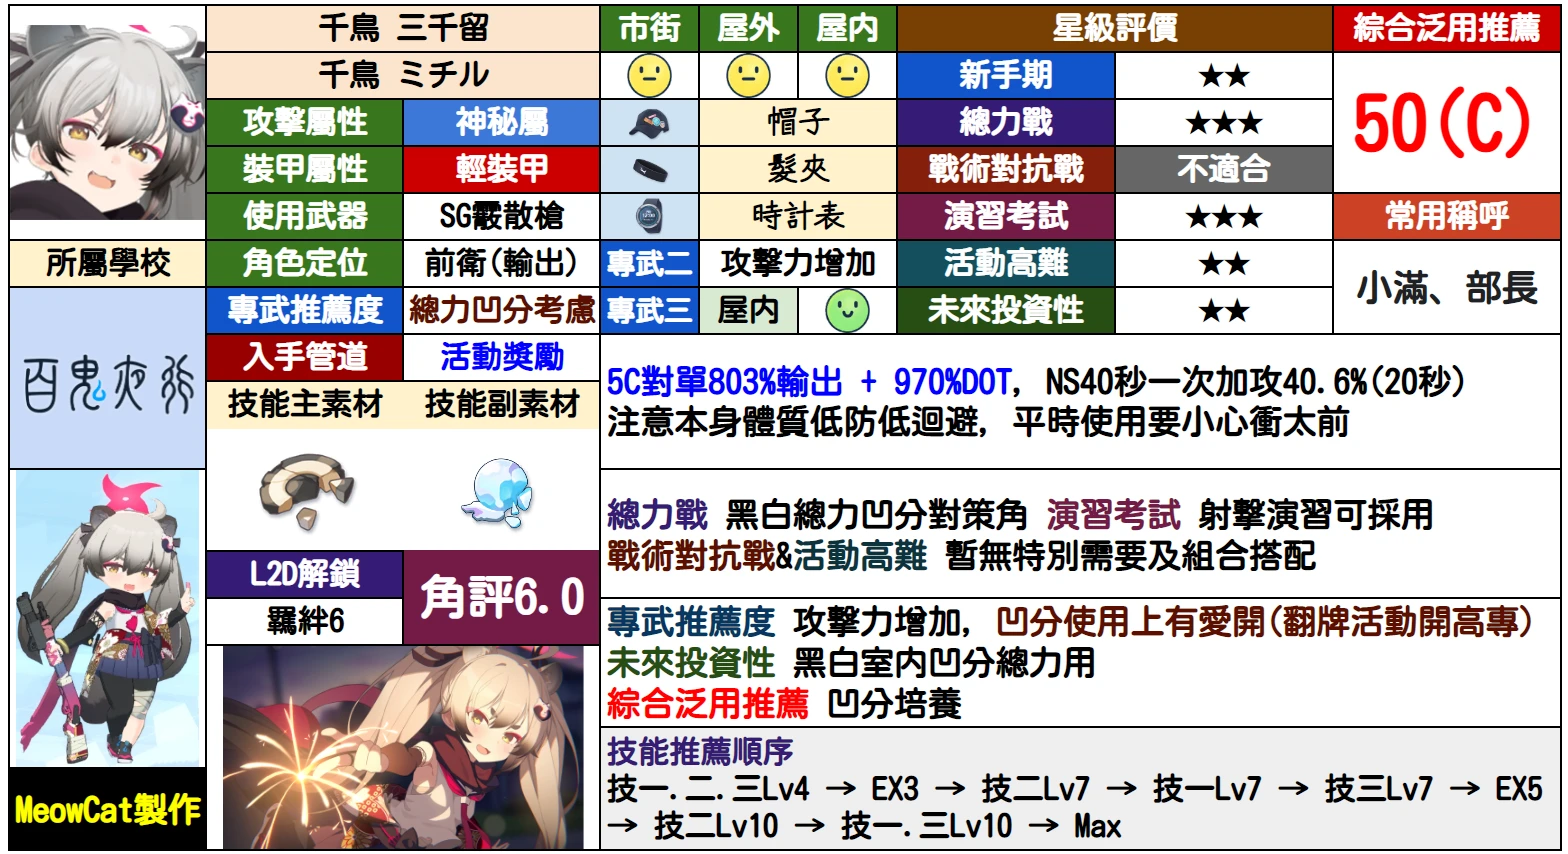 千鳥 三千留
千鳥 ミチル
市街
屋外
屋内
星級評價
綜合泛用推薦
新手期
★★
50(C)
攻擊屬性
神秘屬
帽子
總力戰
★★★
裝甲屬性
輕裝甲
髮夾
戰術對抗戰
不適合
使用武器
SG霰散槍
時計表
演習考試
★★★
常用稱呼
所屬學校
角色定位
前衛(輸出)
專武二
攻擊力增加
活動高難
★★
小滿、部長
百鬼夜行
專武推薦度
總力凹分考慮
專武三
屋内
未來投資性
★★
入手管道
活動獎勵
5C對單803%輸出 + 970%DOT, NS40秒一次加攻40.6%(20秒)
注意本身體質低防低迴避, 平時使用要小心衝太前
技能主素材
技能副素材
總力戰 黑白總力凹分對策角 演習考試 射擊演習可採用
戰術對抗戰&活動高難 暫無特別需要及組合搭配
L2D解鎖
羈絆6
角評6.0
專武推薦度 攻擊力增加, 凹分使用上有愛開(翻牌活動開高專)
未來投資性 黑白室内凹分總力用
綜合泛用推薦 凹分培養
技能推薦順序
技一.二.三Lv4 → EX3 → 技二Lv7 → 技一Lv7 → 技三Lv7 → EX5
→ 技二Lv10 → 技一.三Lv10 → Max
MeowCat製作